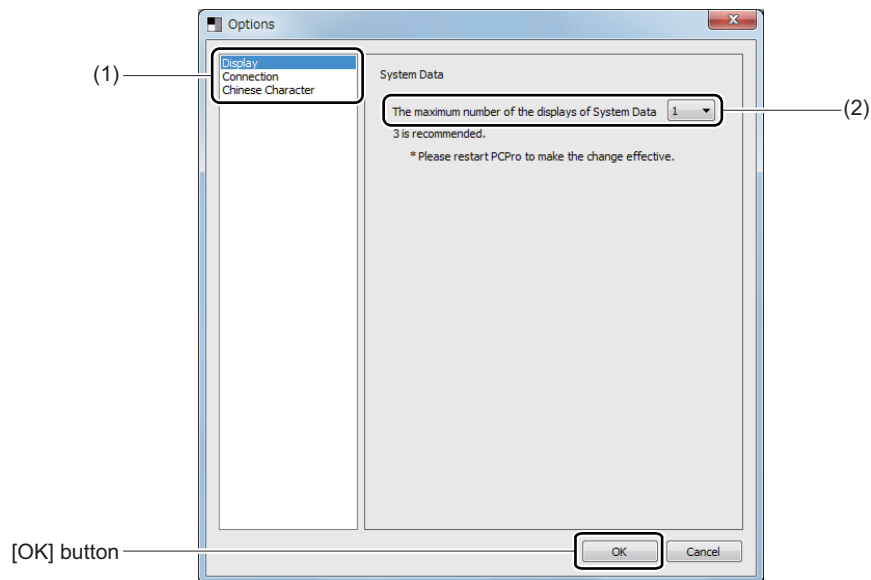 Options
(1)
Display
Connection
Chinese Character
System Data
The maximum number of the displays of System Data 1
(2)
3 is recommended.
* Please restart PCPro to make the change effective.
[OK] button
OK Cancel